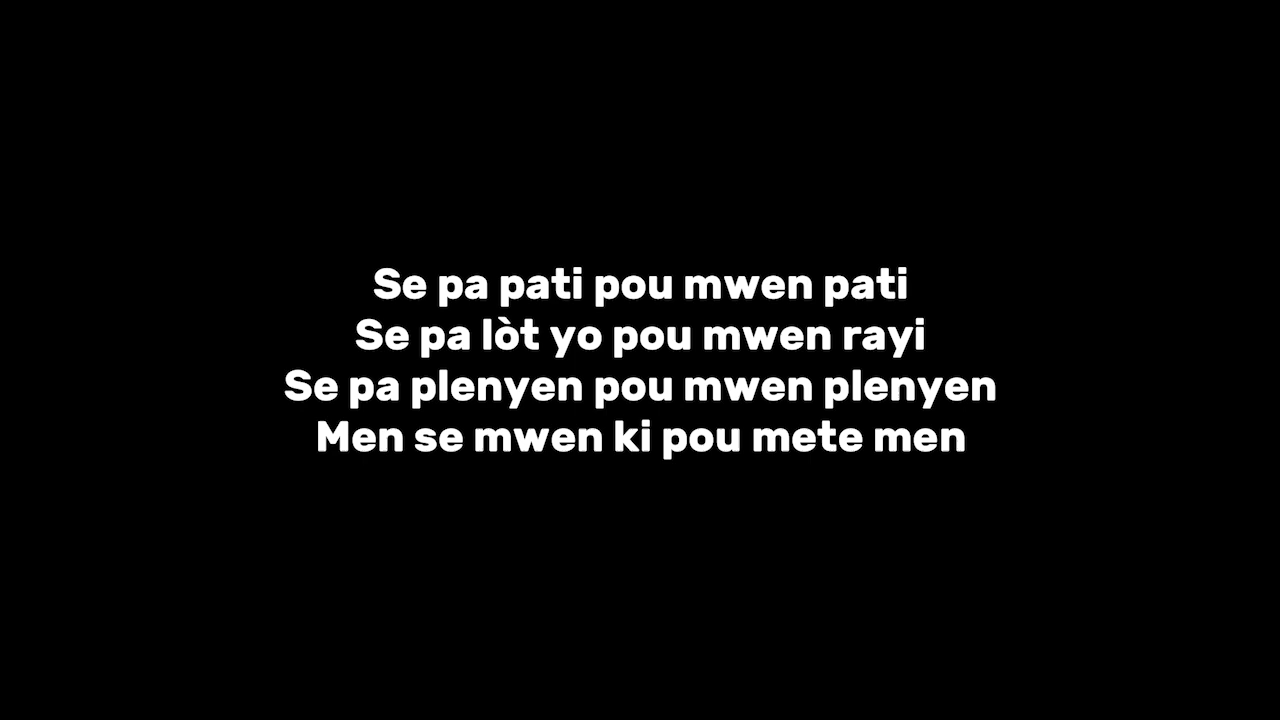 Se pa pati pou mwen pati
Se pa lòt yo pou mwen rayi
Se pa plenyen pou mwen plenyen
Men se mwen ki pou mete men